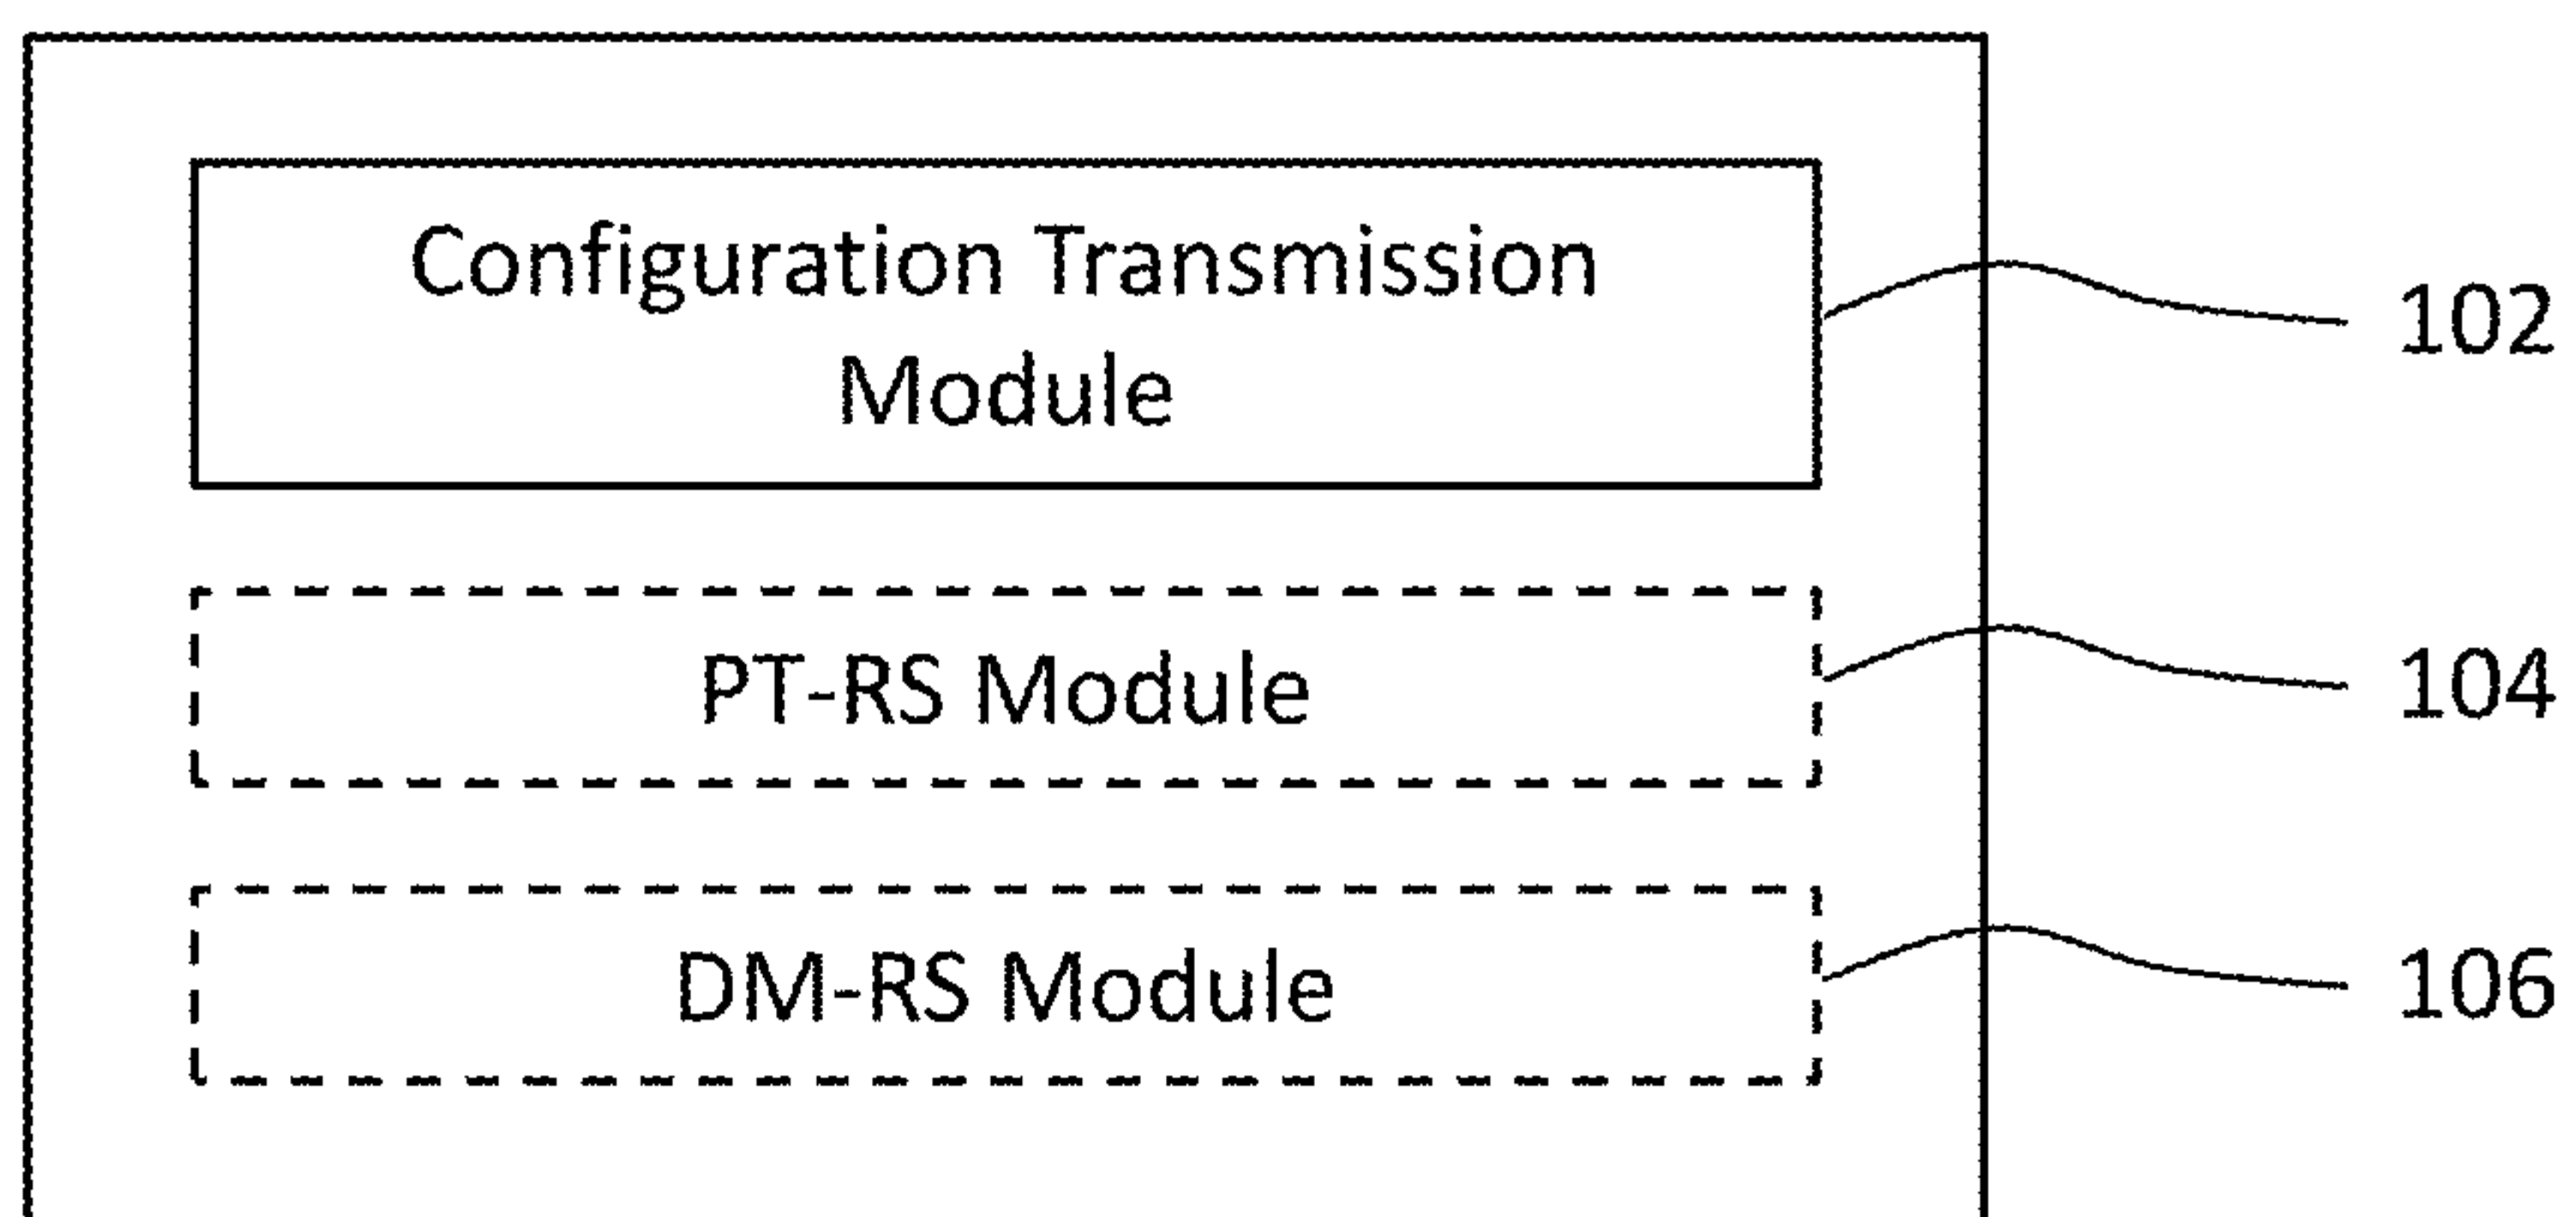 Configuration Transmission
Module
102
PT-RS Module
104
DM-RS Module
106